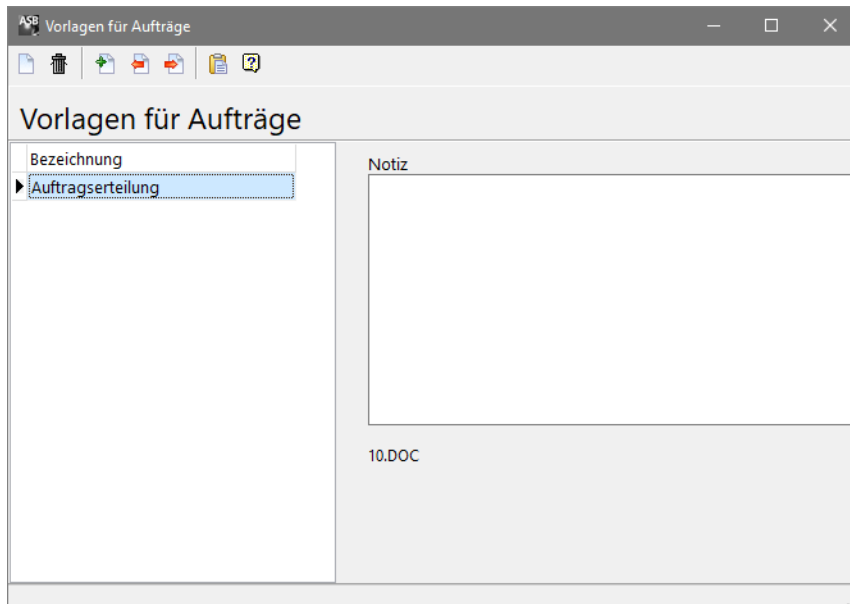 ASB Vorlagen für Aufträge
Vorlagen für Aufträge
Bezeichnung
Auftragserteilung
Notiz
10.DOC